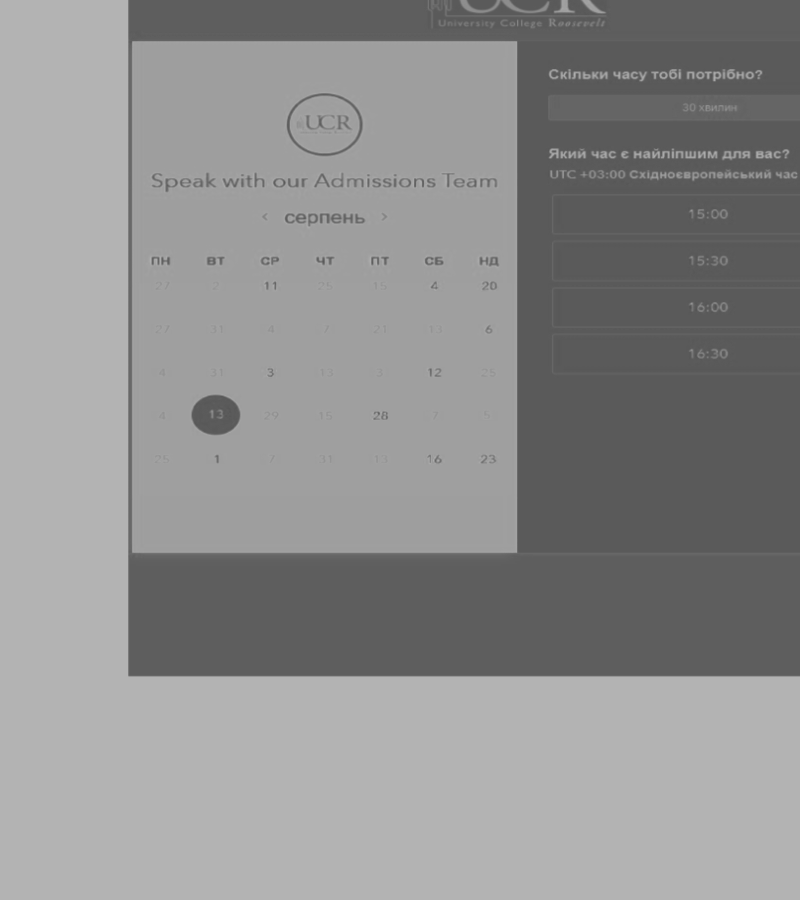 UCR
University College Roosevelt
UCR
Speak with our Admissions Team
‹ серпень ›
ПН ВТ СР ЧТ ПТ СБ НД
27 2 11 25 15 4 20
27 31 4 7 21 13 6
4 31 3 13 2 12 25
4 13 29 15 28 7
25 1 7 31 13 16 23
Скільки часу тобі потрібно?
30 хвилин
Який час є найліпшим для вас?
UTC +03:00 Східноєвропейський час
15:00
15:30
16:00
16:30